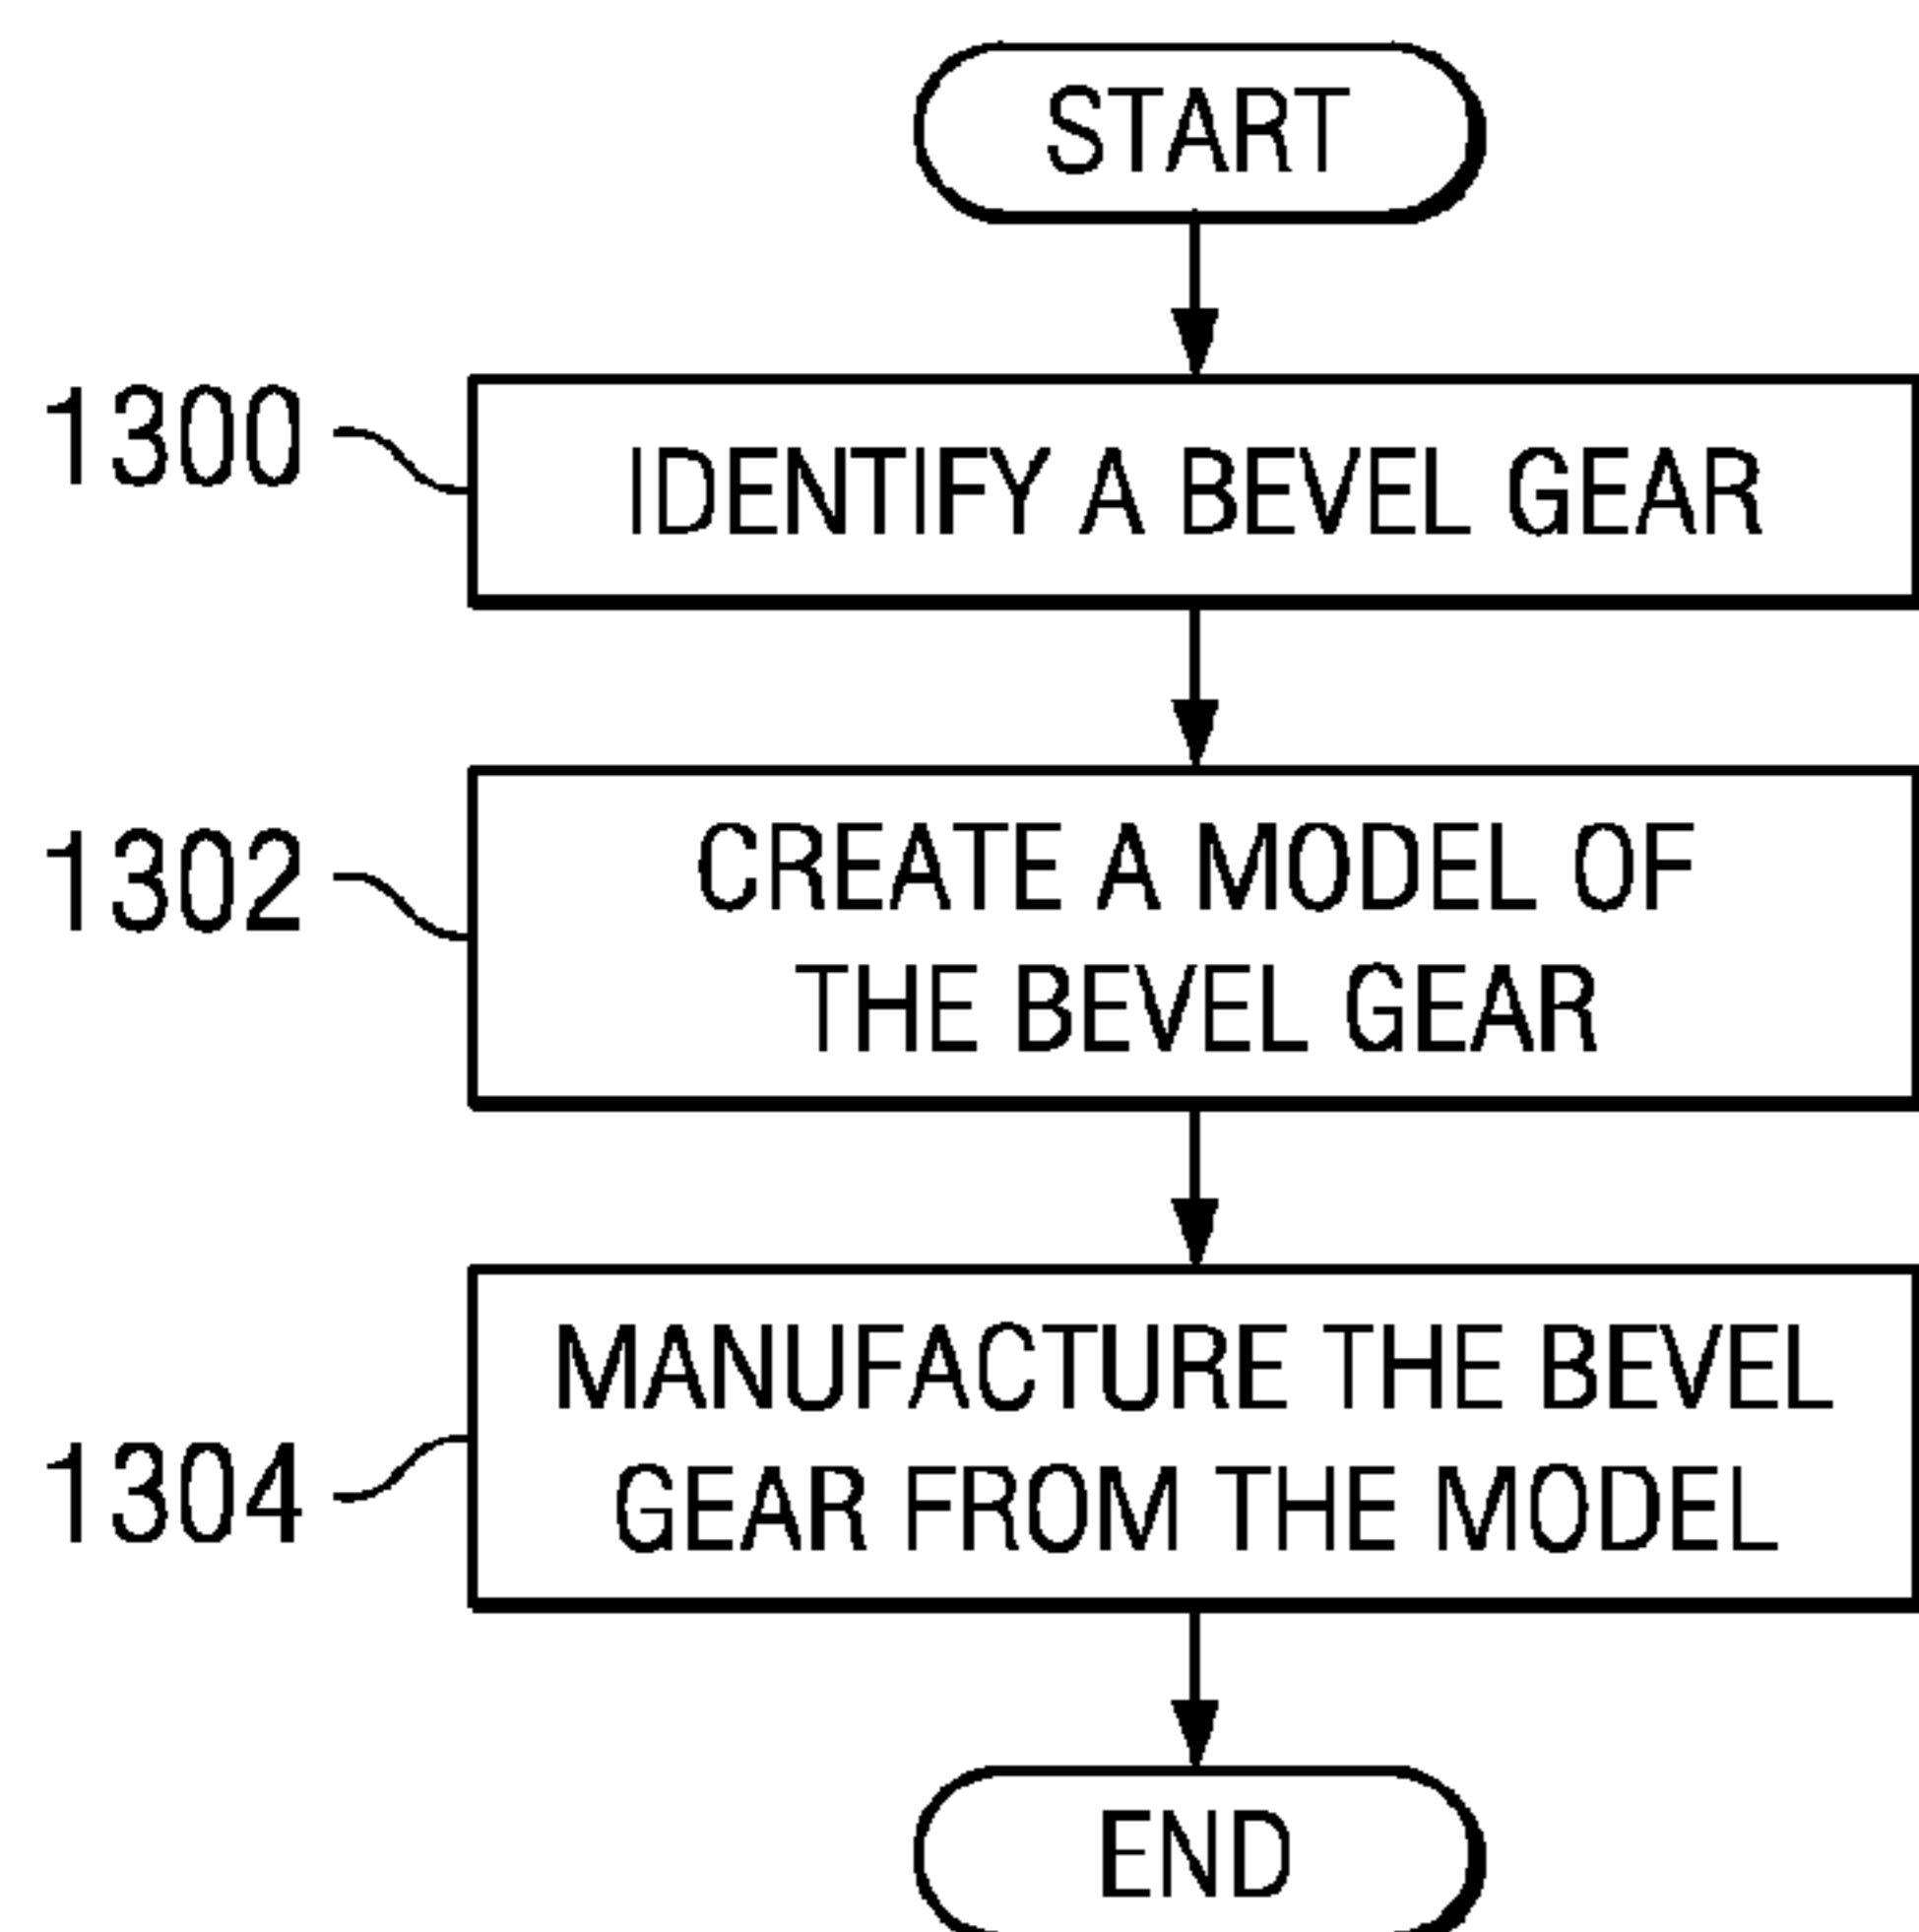 START
1300
IDENTIFY A BEVEL GEAR
1302
CREATE A MODEL OF
THE BEVEL GEAR
1304
MANUFACTURE THE BEVEL
GEAR FROM THE MODEL
END